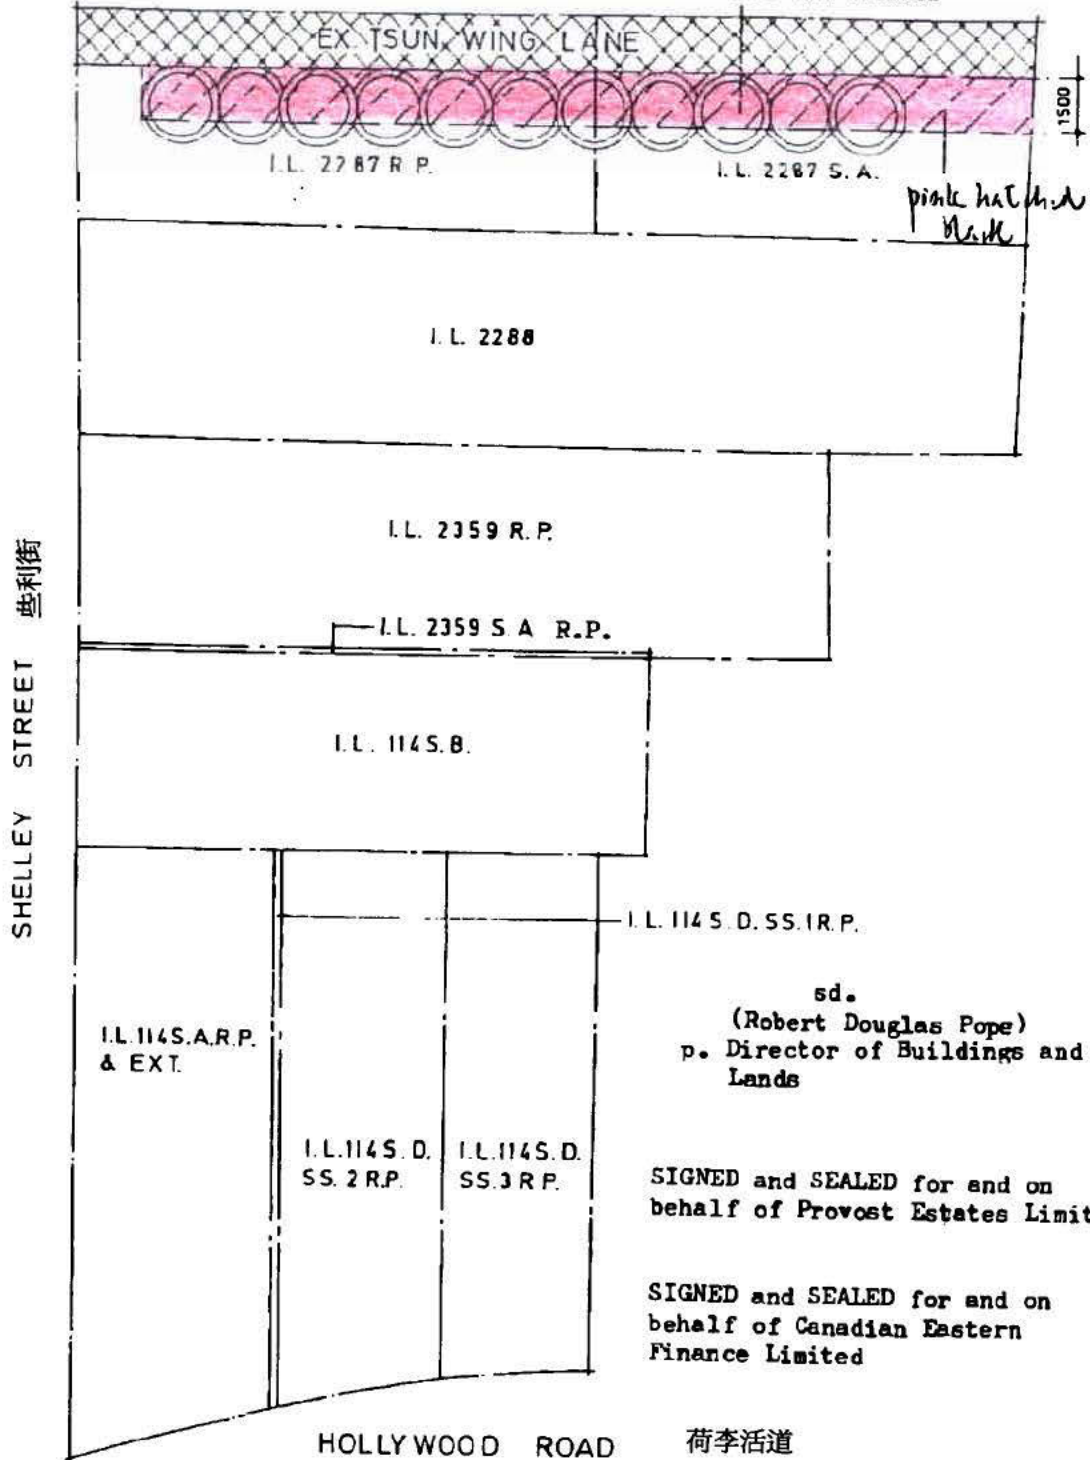 EX. TSUN WING LANE
1500
I.L. 2287 R P.
I.L. 2287 S.A.
pink hatched
black
I.L. 2288
I.L. 2359 R.P.
I.L. 2359 S A R.P.
I.L. 114 S.B.
SHELLEY STREET 些利街
I.L. 114 S. D. SS. 1 R. P.
I.L. 114 S.A.R.P.
& EXT.
sd.
(Robert Douglas Pope)
p. Director of Buildings and
Lands
I.L. 114 S. D.
SS. 2 R.P.
I.L. 114 S. D.
SS. 3 R P.
SIGNED and SEALED for and on
behalf of Provost Estates Limit
SIGNED and SEALED for and on
behalf of Canadian Eastern
Finance Limited
HOLLYWOOD ROAD 荷李活道